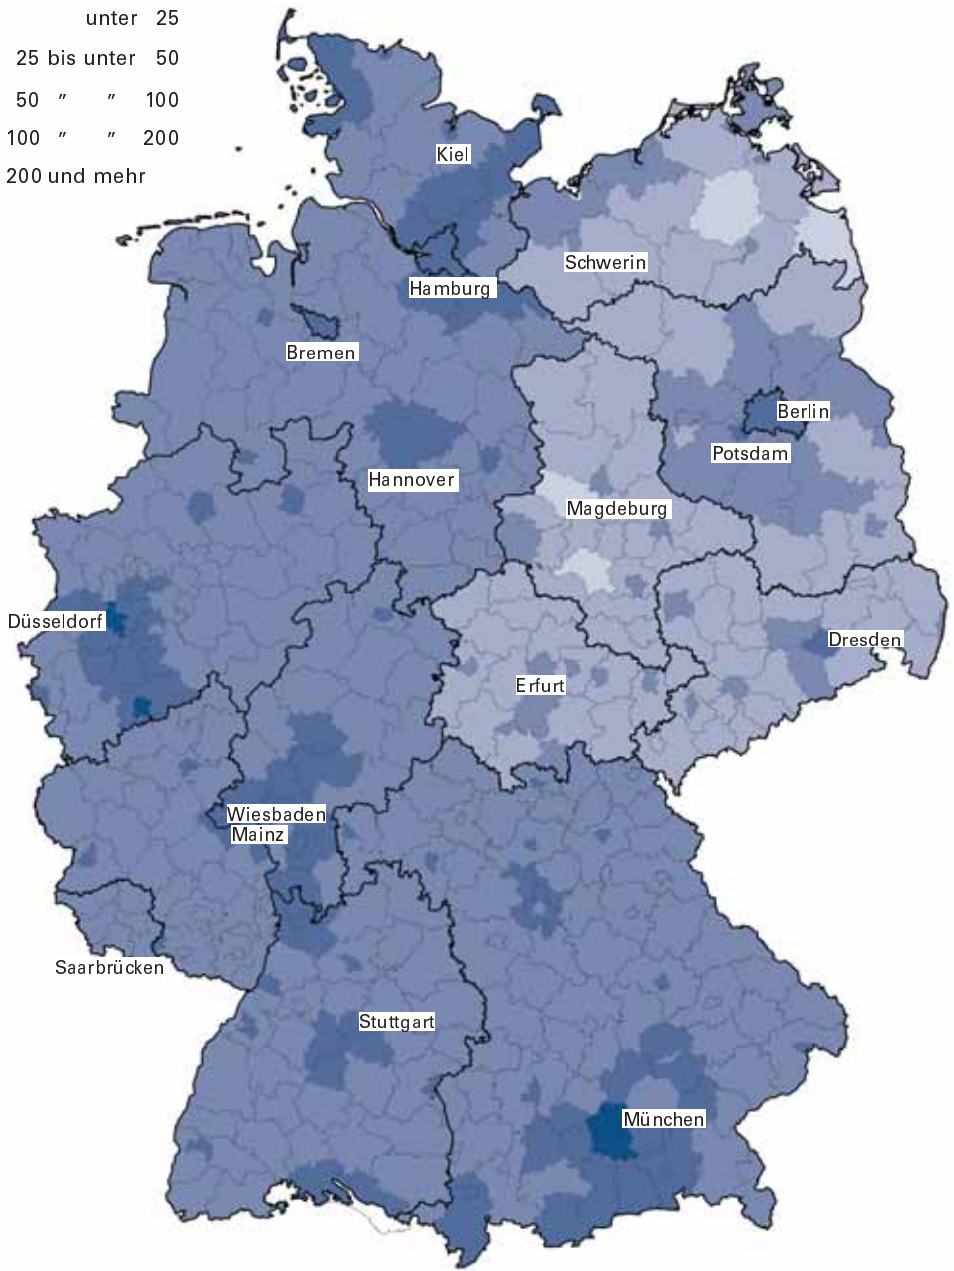 unter 25
25 bis unter 50
50 ” ” 100
100 ” ” 200
200 und mehr
Kiel
Schwerin
Hamburg
Bremen
Berlin
Potsdam
Hannover
Magdeburg
Düsseldorf
Dresden
Erfurt
Wiesbaden
Mainz
Saarbrücken
Stuttgart
München